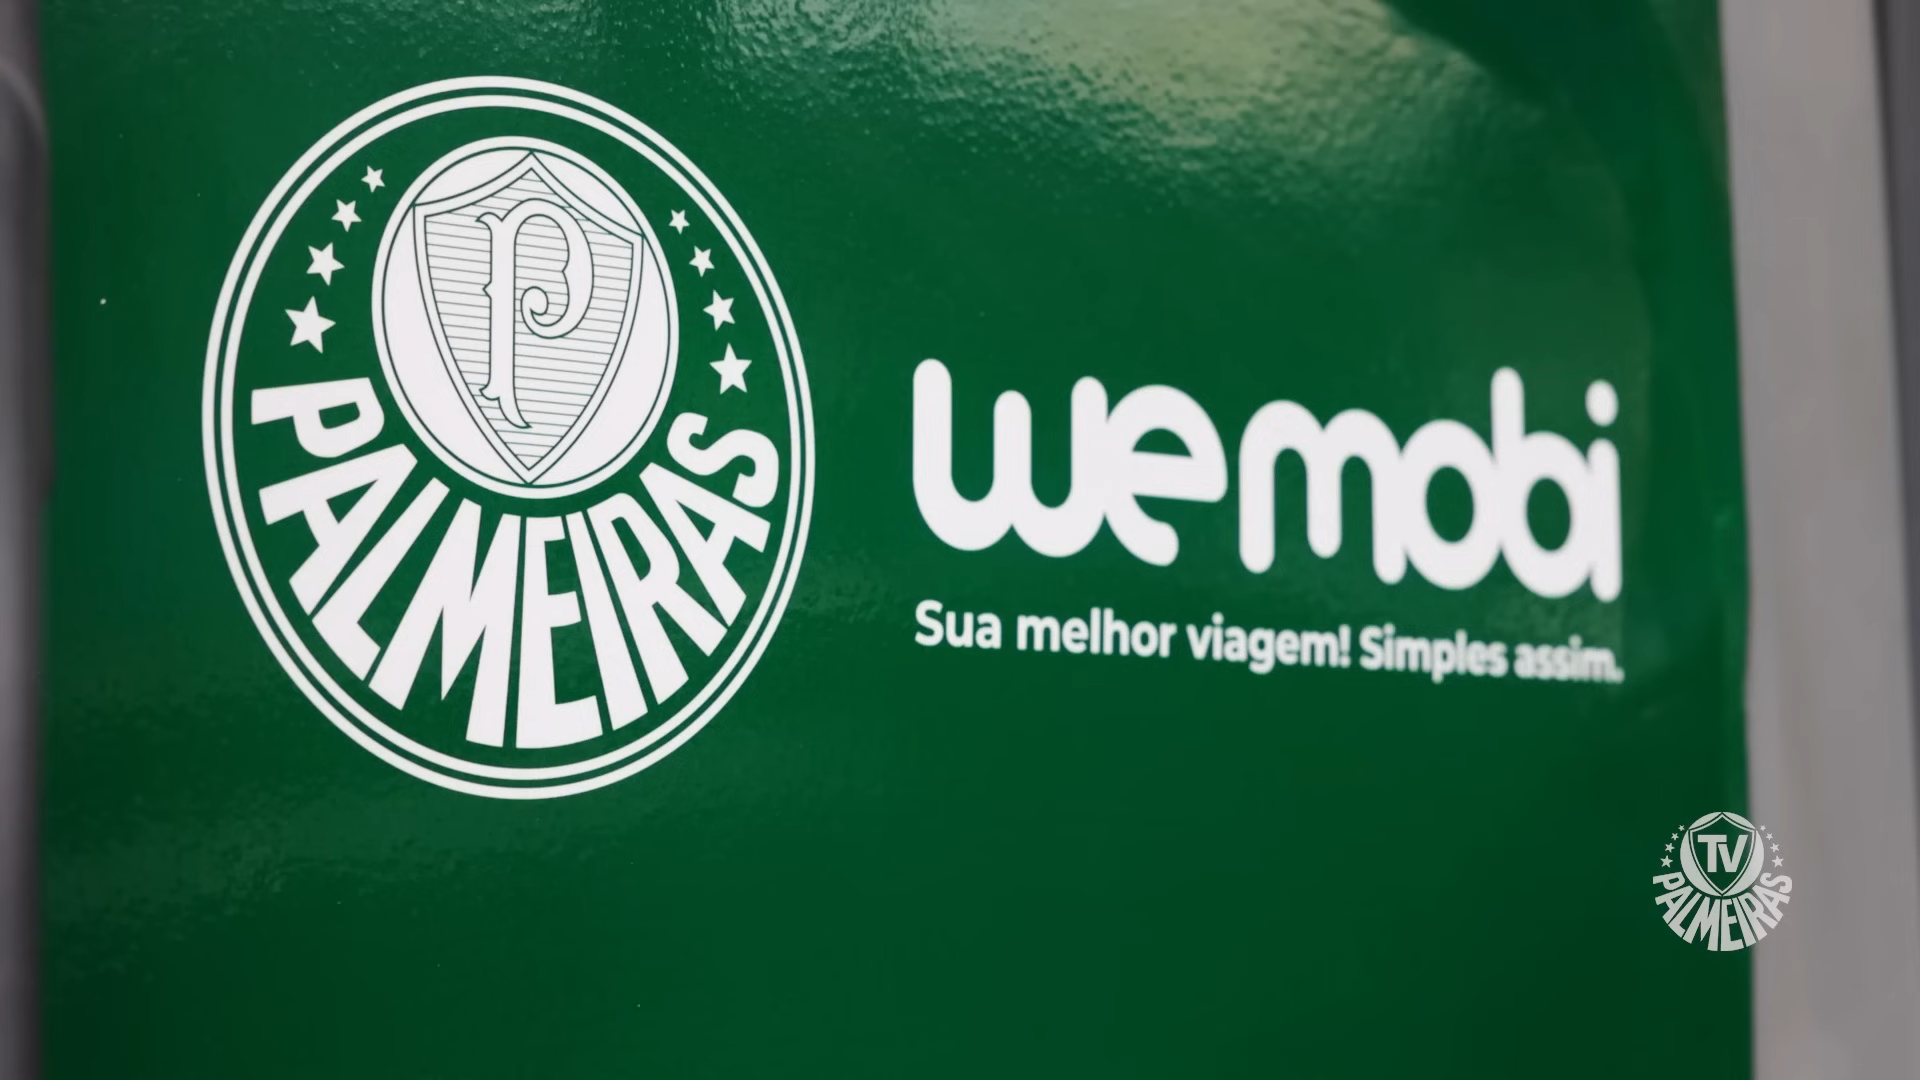 P
PALMEIRAS
wemobi
Sua melhor viagem! Simples assim.
TV
PALMEIRAS